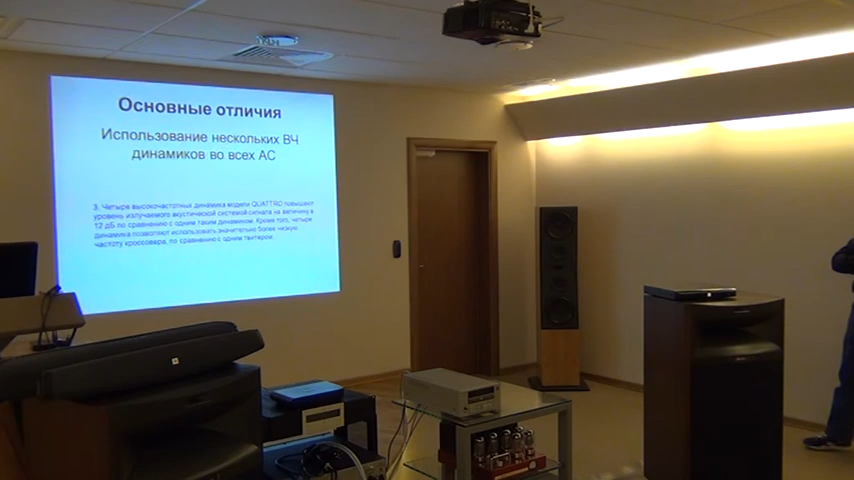 Основные отличия
Использование нескольких ВЧ
динамиков во всех АС
3. Четыре высокочастотных динамика модели QUATTRO повышают
уровень излучаемого акустической системой сигнала на величину в
12 дБ по сравнению с одним таким динамиком. Кроме того, четыре
динамика позволяют использовать значительно более низкую
частоту кроссовера, по сравнению с одним твитером.